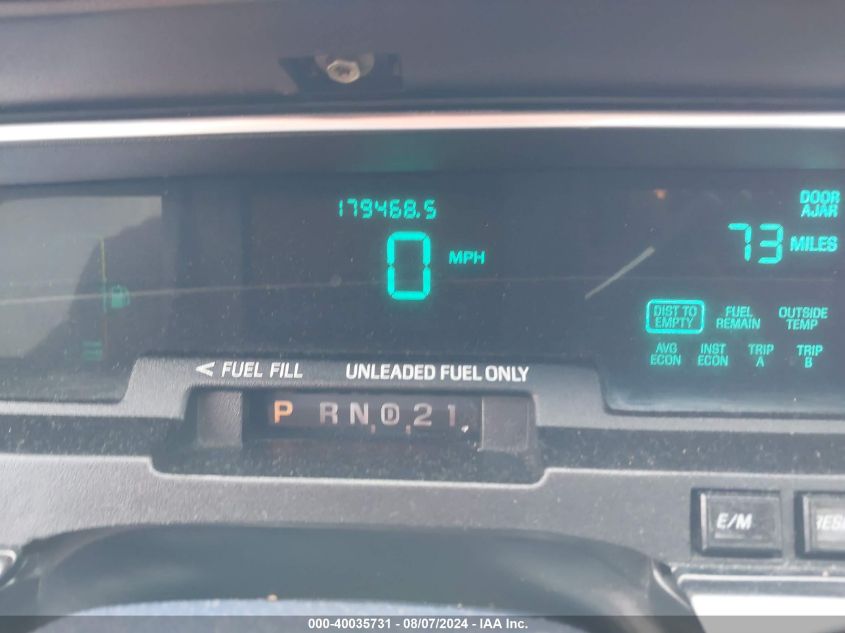 179468.5
DOOR
AJAR
0 MPH
73 MILES
DIST TO
EMPTY
FUEL
REMAIN
OUTSIDE
TEMP
AVG
ECON
INST
ECON
TRIP
A
TRIP
B
< FUEL FILL UNLEADED FUEL ONLY
P R N D 2 1
E/M
000-40035731 - 08/07/2024 - IAA Inc.